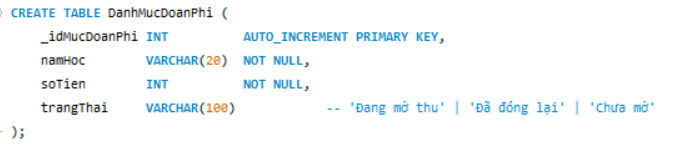 CREATE TABLE DanhMucDoanPhi (
_idMucDoanPhi INT AUTO_INCREMENT PRIMARY KEY,
namHoc VARCHAR(20) NOT NULL,
soTien INT NOT NULL,
trangThai VARCHAR(100) -- 'Đang mở thu' | 'Đã đóng lại' | 'Chưa mở'
);